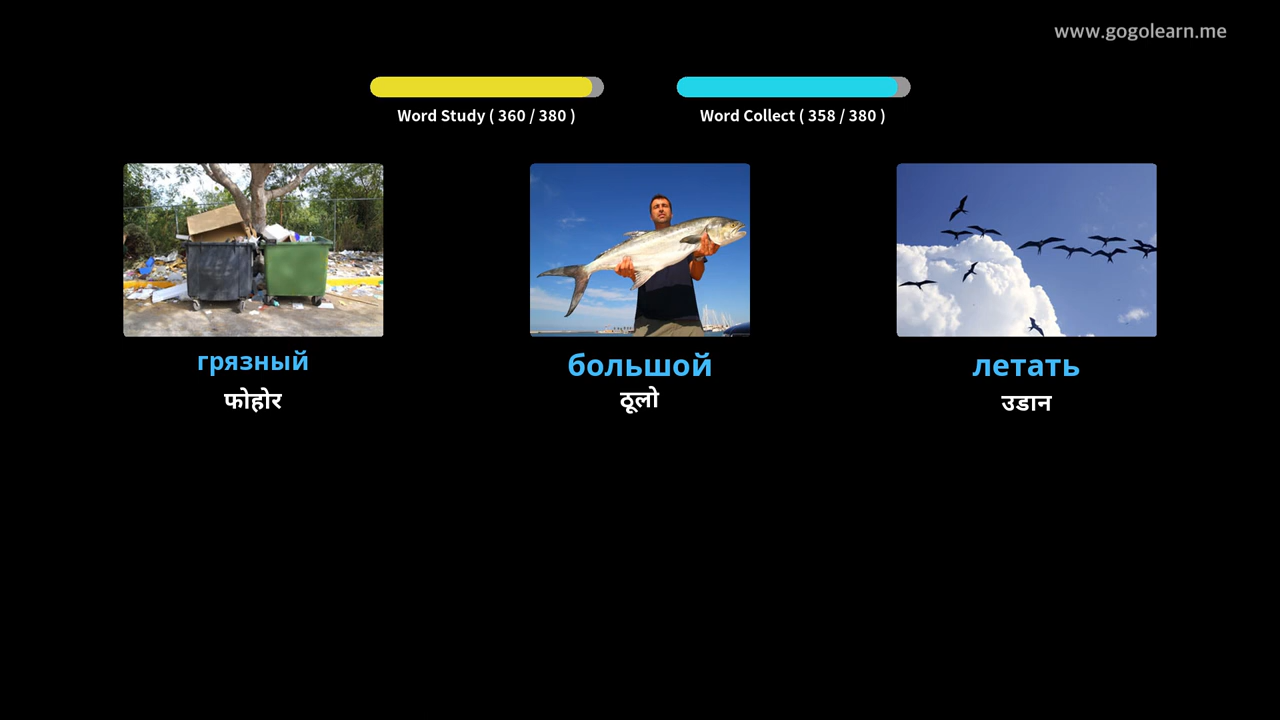 www.gogolearn.me
Word Study ( 360 / 380 )
Word Collect ( 358 / 380 )
грязный
большой
летать
फोहोर
ठूलो
उडान